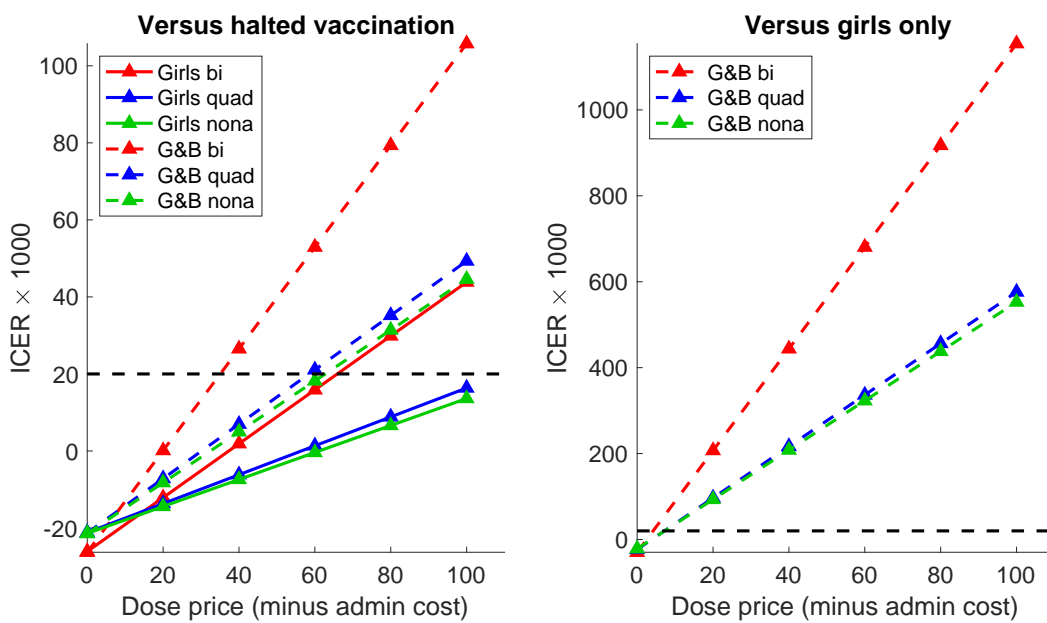 Versus halted vaccination
ICER × 1000
100
80
60
40
20
0
-20
Girls bi
Girls quad
Girls nona
G&B bi
G&B quad
G&B nona
0 20 40 60 80 100
Dose price (minus admin cost)
Versus girls only
ICER × 1000
1000
800
600
400
200
0
G&B bi
G&B quad
G&B nona
0 20 40 60 80 100
Dose price (minus admin cost)